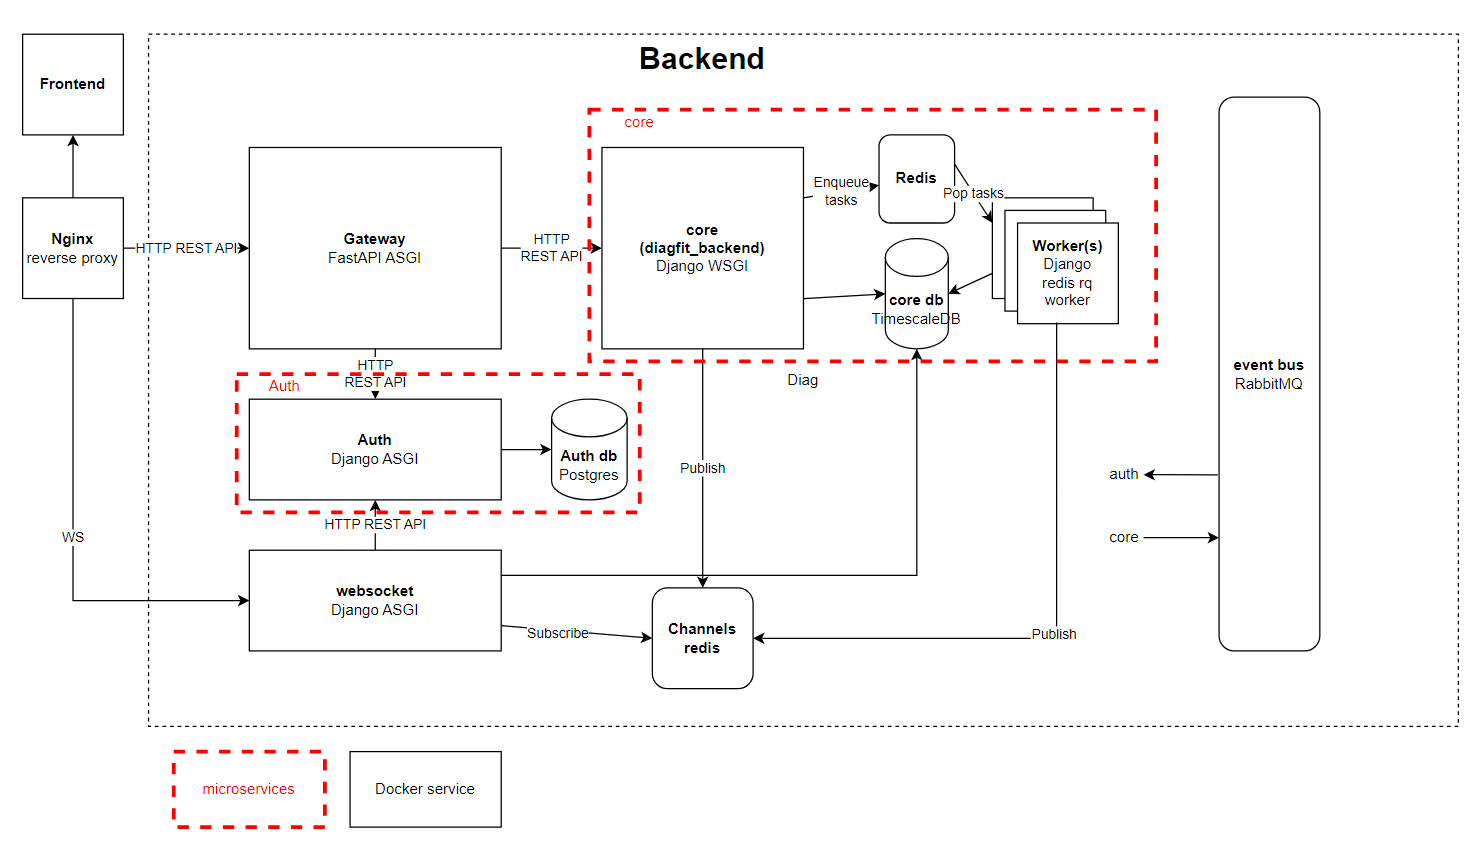 Backend
Frontend
Nginx
reverse proxy
HTTP REST API
WS
Gateway
FastAPI ASGI
HTTP
REST API
core
core
(diagfit_backend)
Django WSGI
Enqueue
tasks
Redis
Pop tasks
Worker(s)
Django
redis rq
worker
core db
TimescaleDB
Diag
HTTP
REST API
Auth
Auth
Django ASGI
Auth db
Postgres
HTTP REST API
websocket
Django ASGI
Subscribe
Publish
Channels
redis
Publish
event bus
RabbitMQ
auth
core
microservices
Docker service